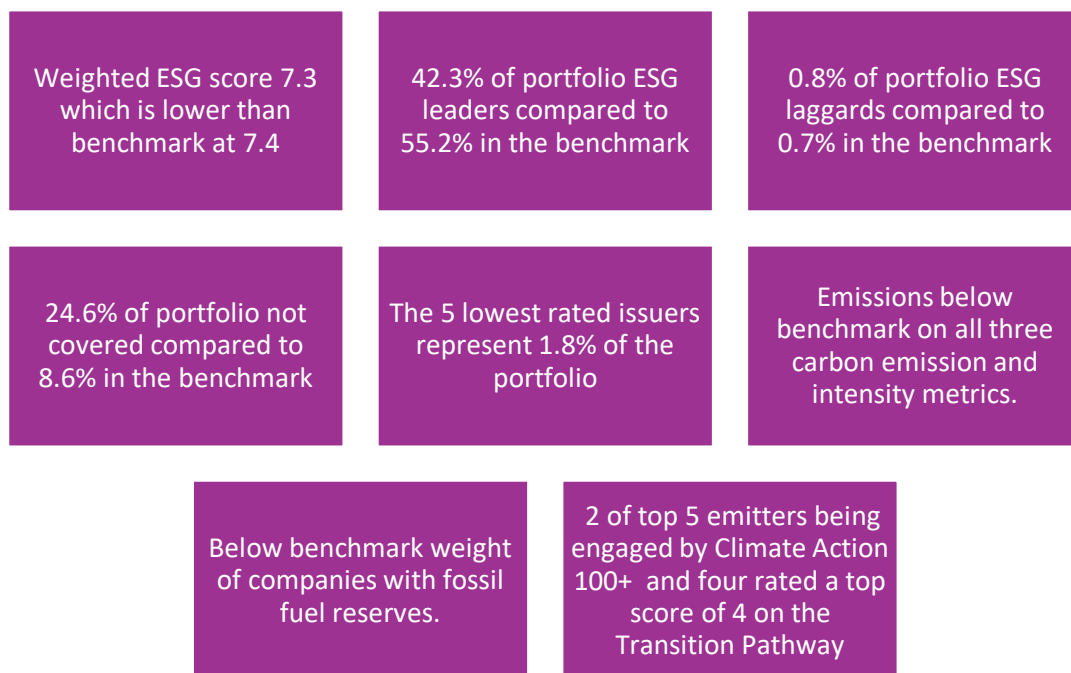 Weighted ESG score 7.3
which is lower than
benchmark at 7.4
42.3% of portfolio ESG
leaders compared to
55.2% in the benchmark
0.8% of portfolio ESG
laggards compared to
0.7% in the benchmark
24.6% of portfolio not
covered compared to
8.6% in the benchmark
The 5 lowest rated issuers
represent 1.8% of the
portfolio
Emissions below
benchmark on all three
carbon emission and
intensity metrics.
Below benchmark weight
of companies with fossil
fuel reserves.
2 of top 5 emitters being
engaged by Climate Action
100+ and four rated a top
score of 4 on the
Transition Pathway